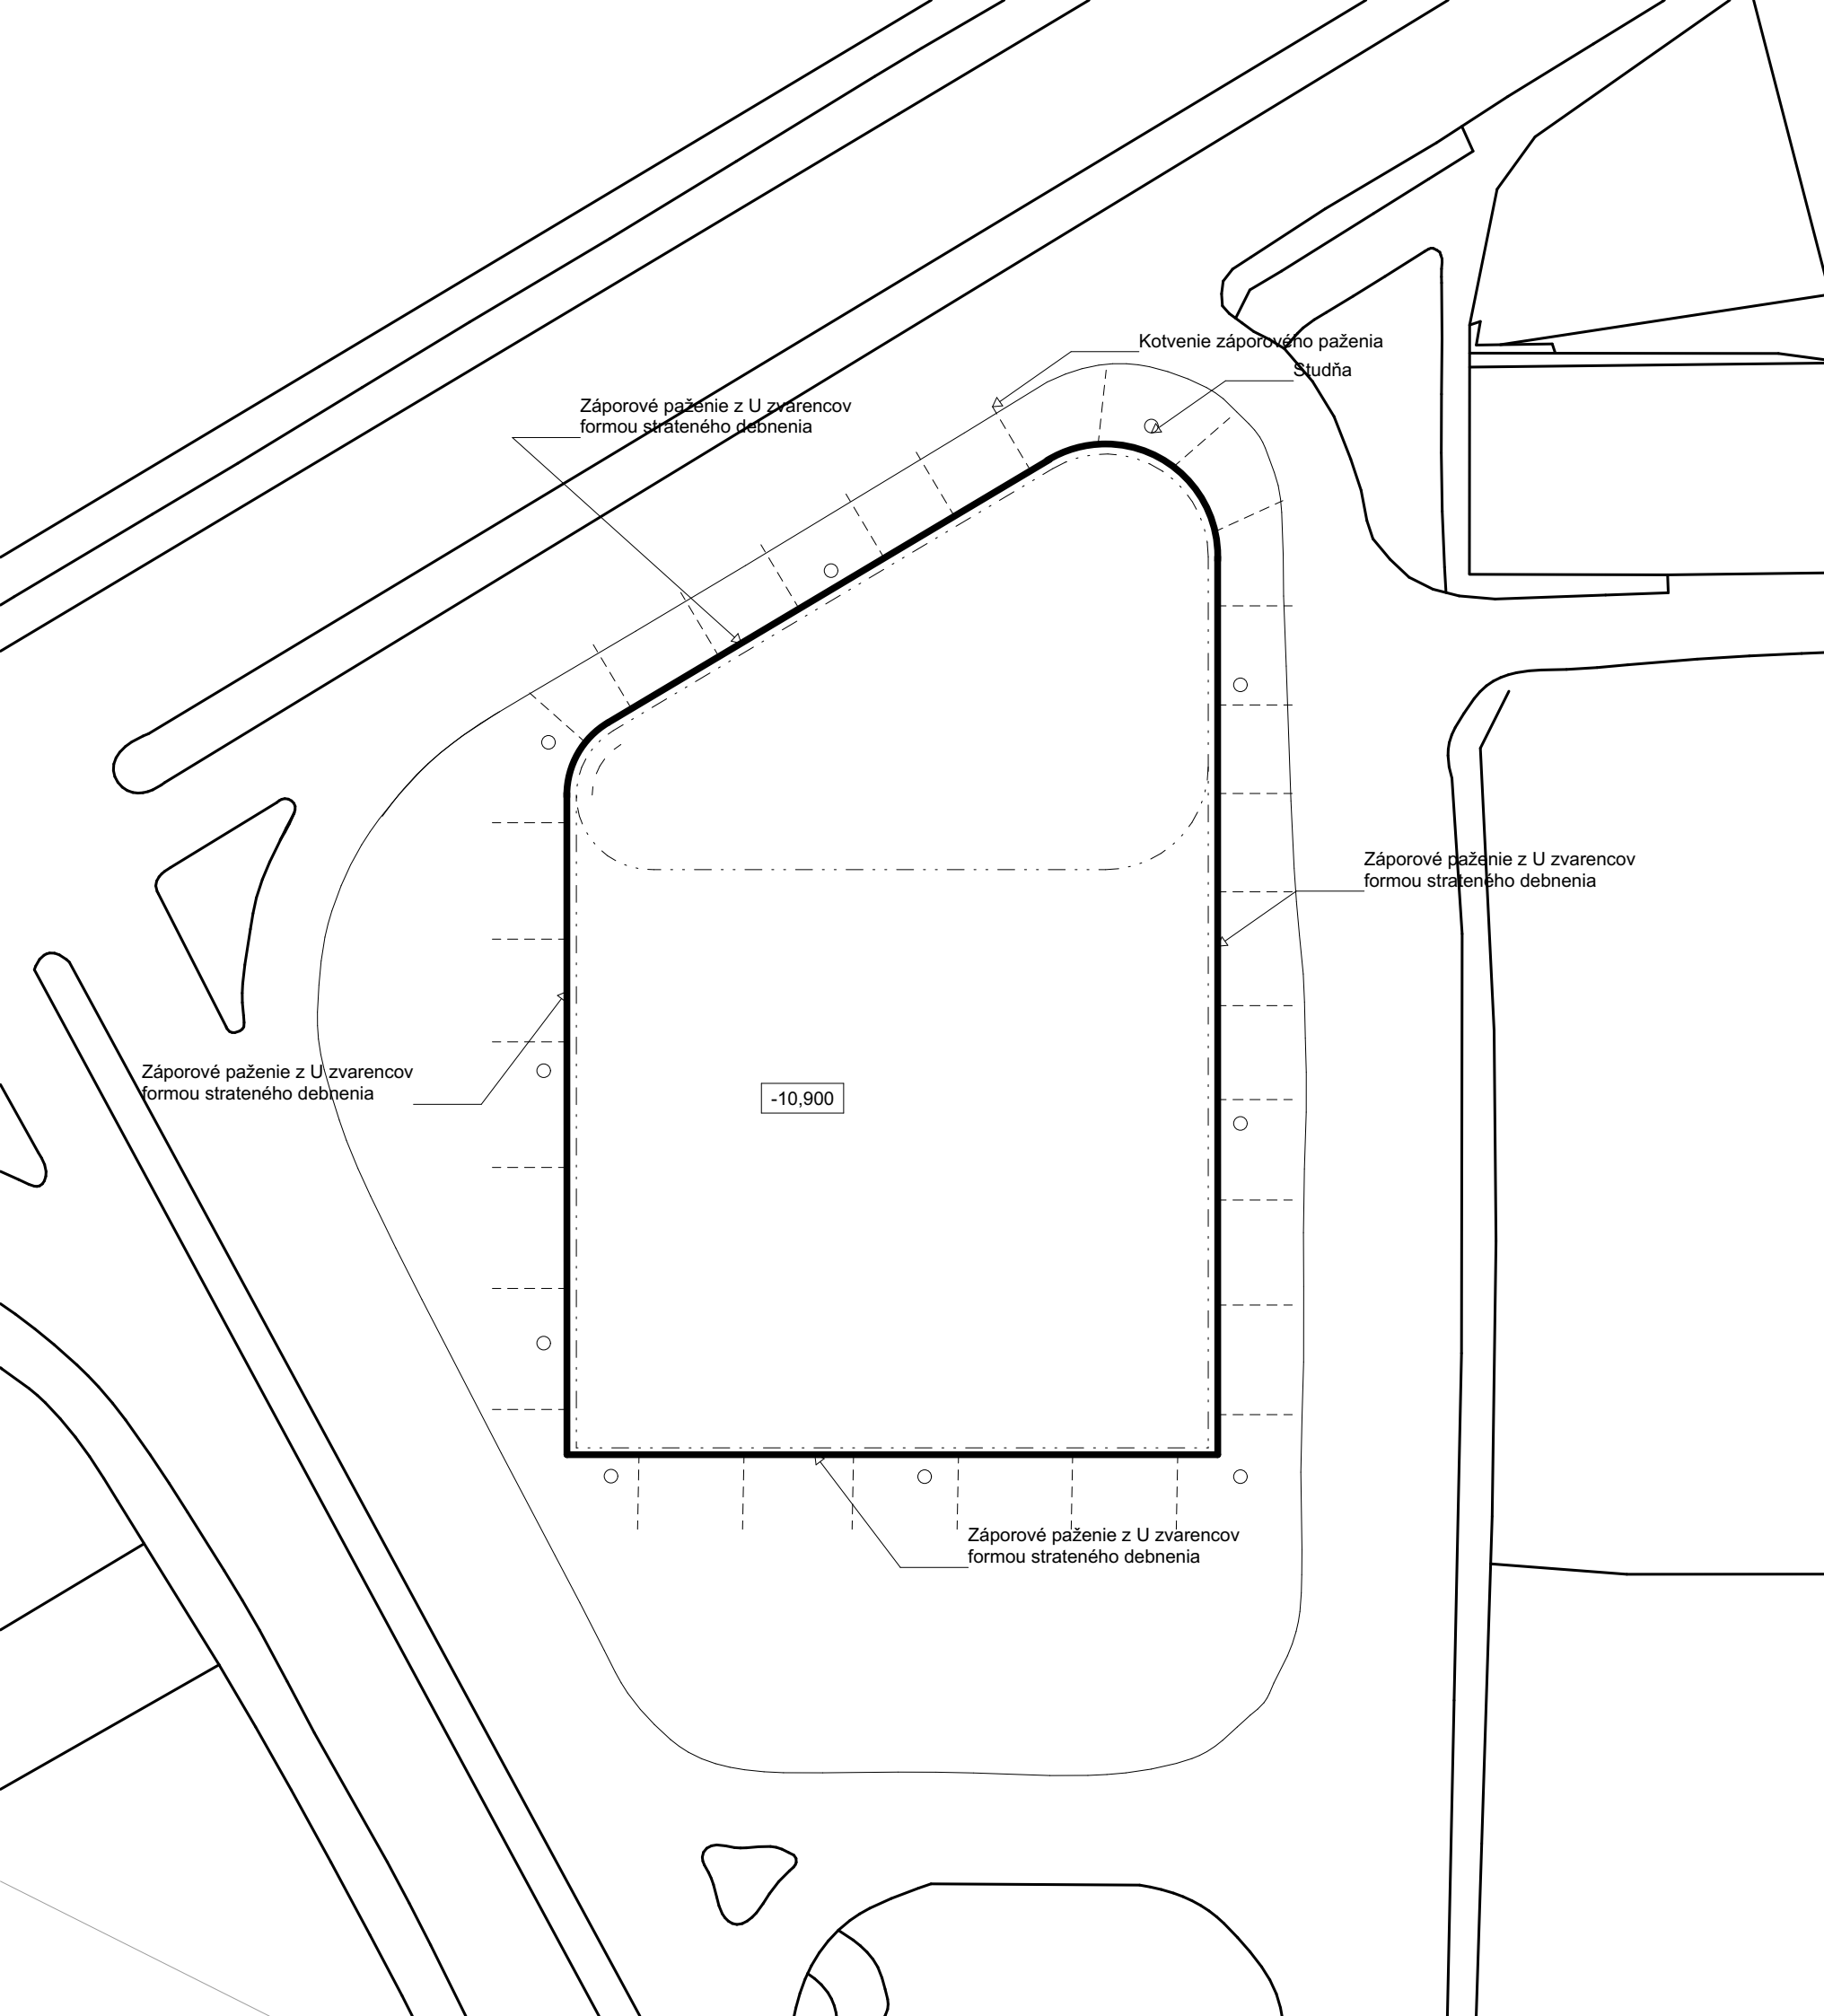 Kotvenie záporového paženia
Studňa
Záporové paženie z U zvarencov
formou strateného debnenia
Záporové paženie z U zvarencov
formou strateného debnenia
Záporové paženie z U zvarencov
formou strateného debnenia
-10,900
Záporové paženie z U zvarencov
formou strateného debnenia